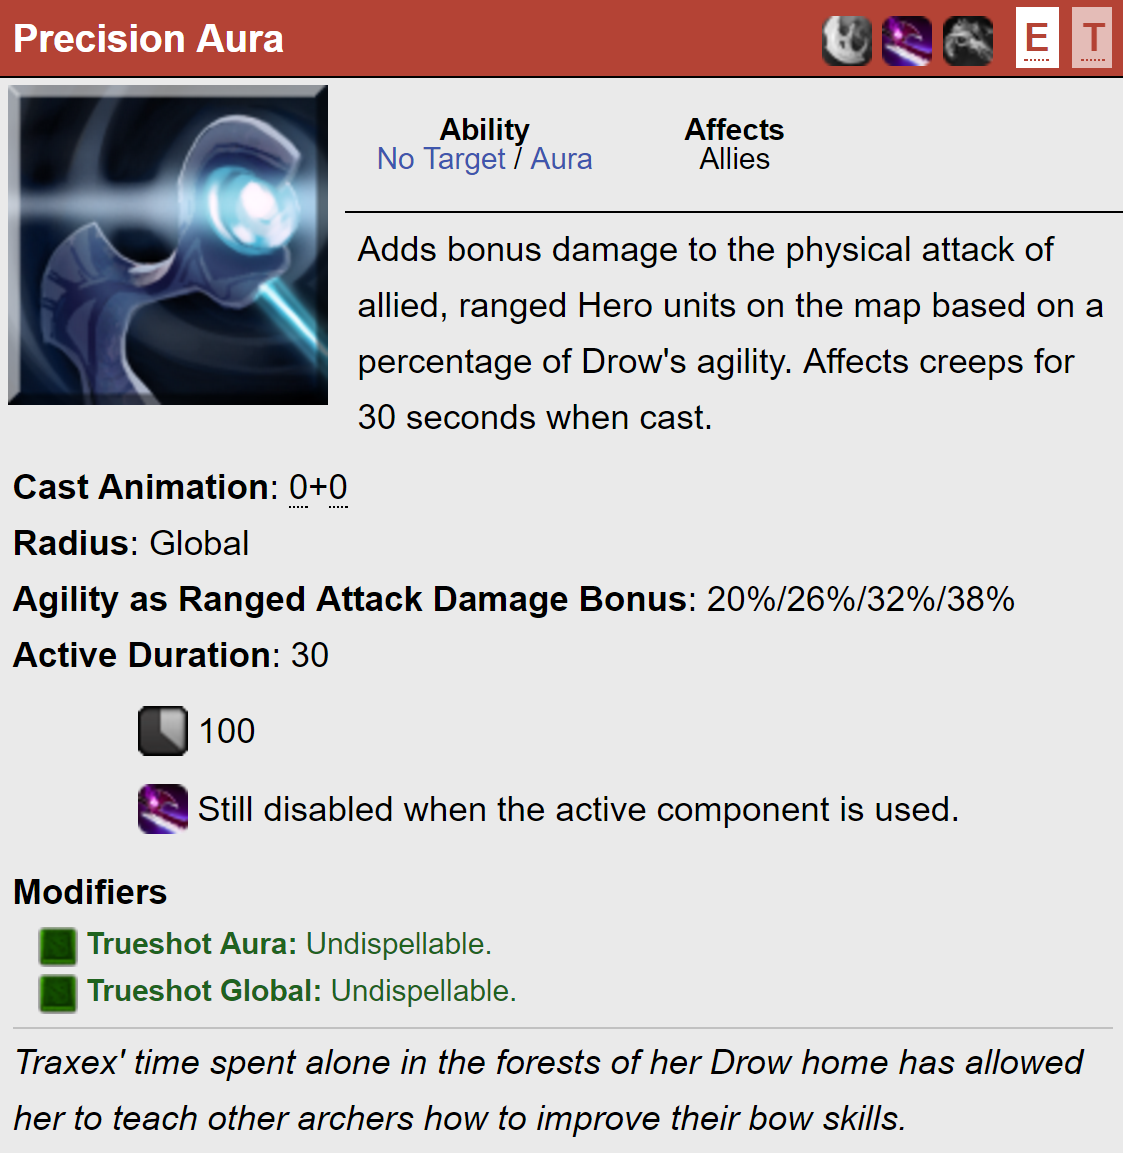 Precision Aura E T
Ability Affects
No Target / Aura Allies
Adds bonus damage to the physical attack of
allied, ranged Hero units on the map based on a
percentage of Drow's agility. Affects creeps for
30 seconds when cast.
Cast Animation: 0+0
Radius: Global
Agility as Ranged Attack Damage Bonus: 20%/26%/32%/38%
Active Duration: 30
100
Still disabled when the active component is used.
Modifiers
Trueshot Aura: Undispellable.
Trueshot Global: Undispellable.
Traxex' time spent alone in the forests of her Drow home has allowed
her to teach other archers how to improve their bow skills.